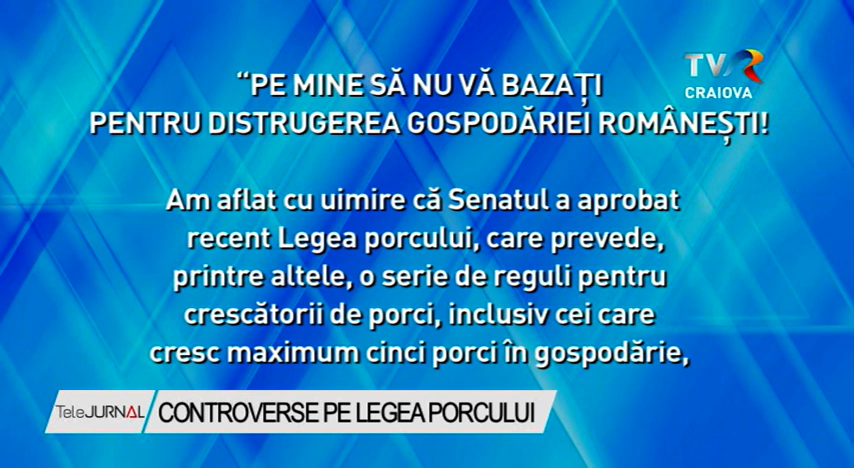 TVR
CRAIOVA
“PE MINE SĂ NU VĂ BAZAȚI
PENTRU DISTRUGEREA GOSPODĂRIEI ROMÂNEȘTI!
Am aflat cu uimire că Senatul a aprobat
recent Legea porcului, care prevede,
printre altele, o serie de reguli pentru
crescătorii de porci, inclusiv cei care
cresc maximum cinci porci în gospodărie,
TeleJURNAL CONTROVERSE PE LEGEA PORCULUI